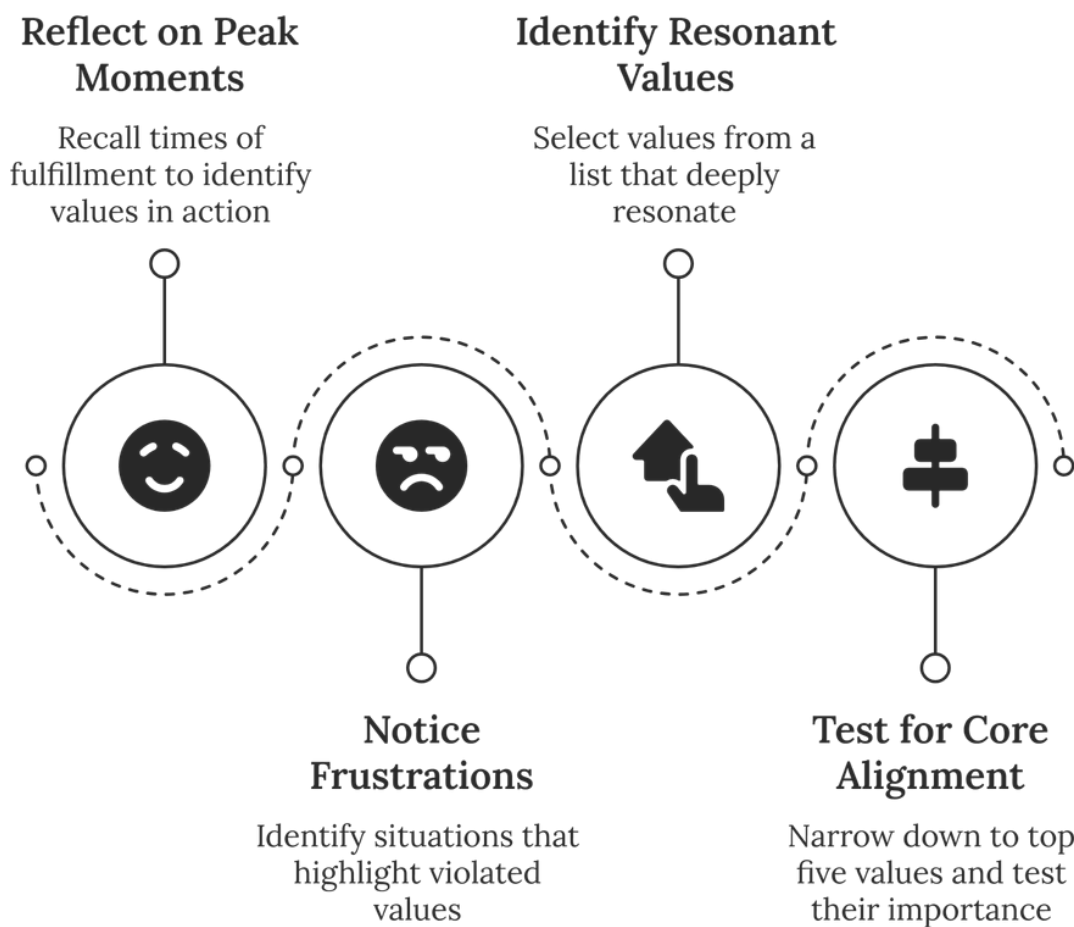 Reflect on Peak
Moments
Recall times of
fulfillment to identify
values in action
Notice
Frustrations
Identify situations that
highlight violated
values
Identify Resonant
Values
Select values from a
list that deeply
resonate
Test for Core
Alignment
Narrow down to top
five values and test
their importance